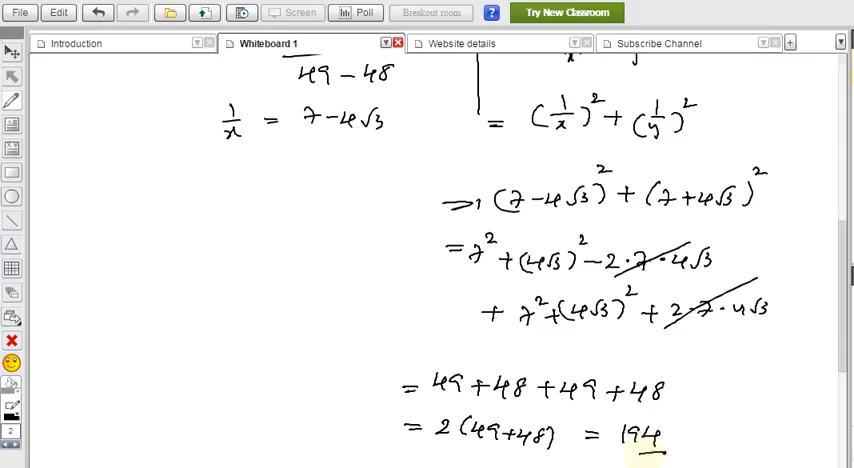 File Edit Screen Poll Breakout room ? Try New Classroom
Introduction Whiteboard 1 Website details Subscribe Channel +
49 - 48
1/x = 7 - 4√3
= (1/x)² + (1/y)²
(7 - 4√3)² + (7 + 4√3)²
= 7² + (4√3)² - 2·7·4√3
+ 7² + (4√3)² + 2·7·4√3
= 49 + 48 + 49 + 48
= 2 (49 + 48) = 194
2